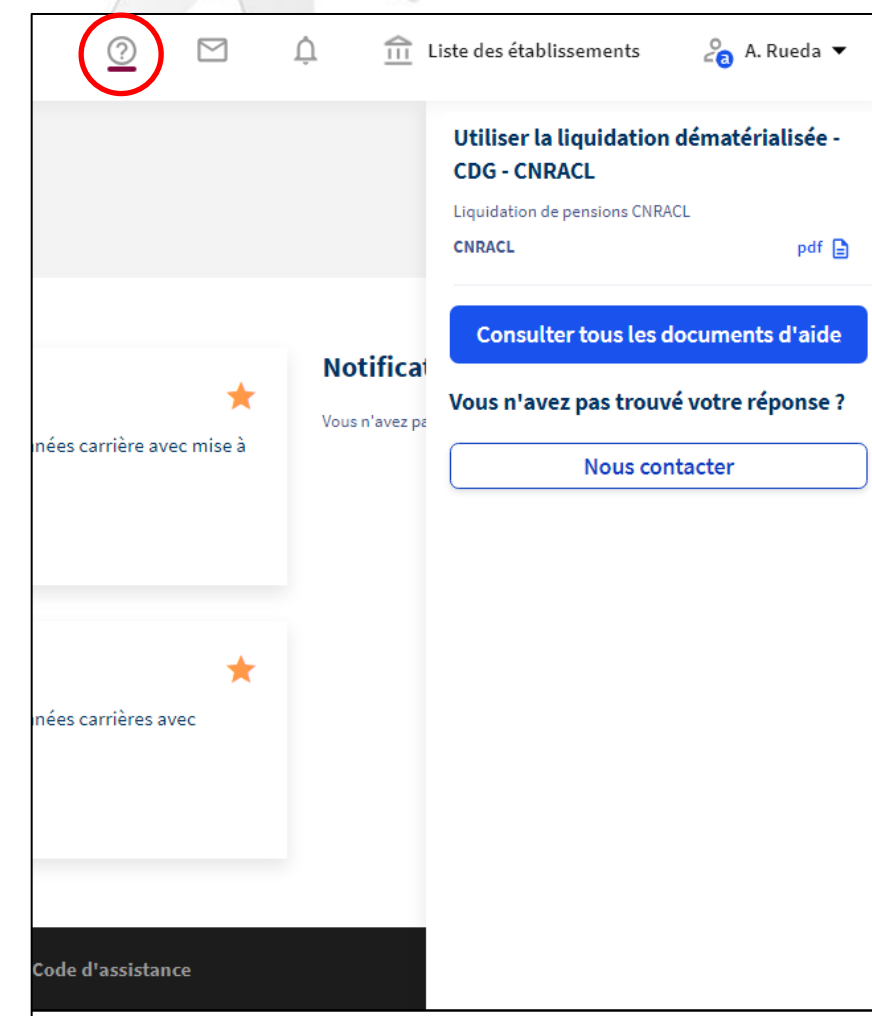 Liste des établissements
A. Rueda
Utiliser la liquidation dématérialisée -
CDG - CNRACL
Liquidation de pensions CNRACL
CNRACL
pdf
Consulter tous les documents d'aide
Vous n'avez pas trouvé votre réponse ?
Nous contacter
Notificat
Vous n'avez pa
nées carrière avec mise à
nées carrières avec
Code d'assistance